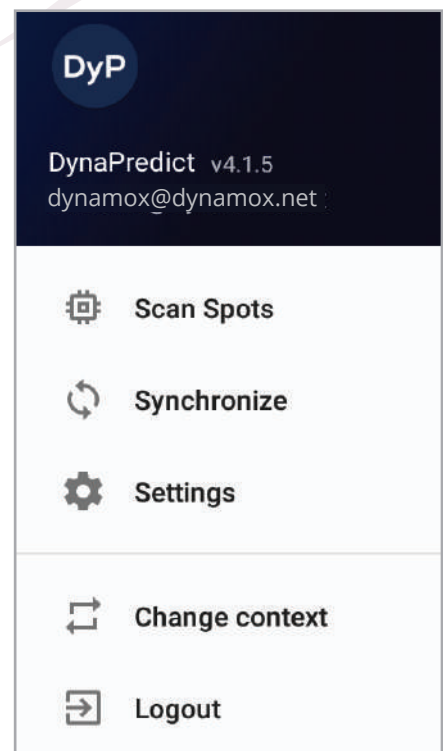 DyP
DynaPredict v4.1.5
dynamox@dynamox.net
Scan Spots
Synchronize
Settings
Change context
Logout